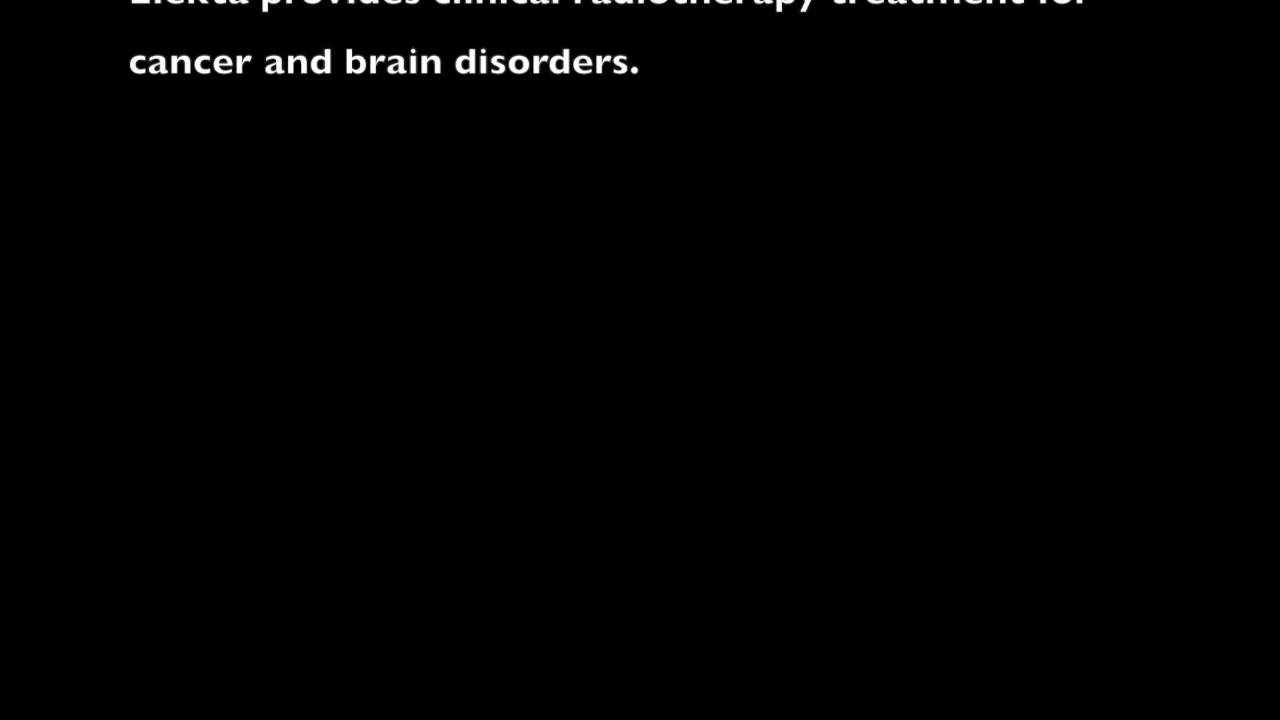 Elekta provides clinical radiotherapy treatment for
cancer and brain disorders.